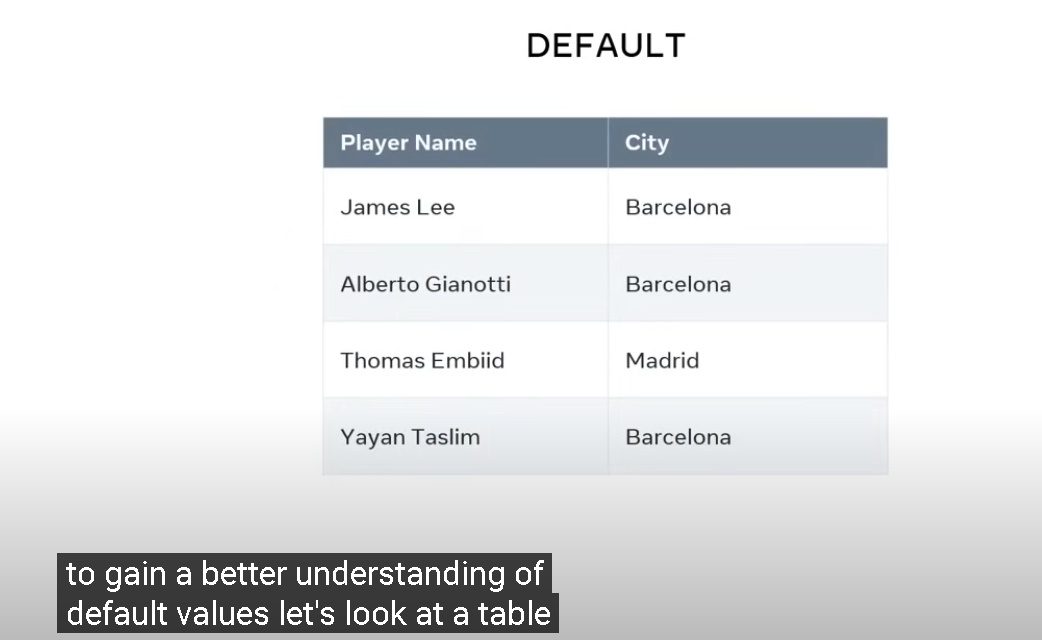 DEFAULT
Player Name City
James Lee Barcelona
Alberto Gianotti Barcelona
Thomas Embiid Madrid
Yayan Taslim Barcelona
to gain a better understanding of
default values let's look at a table